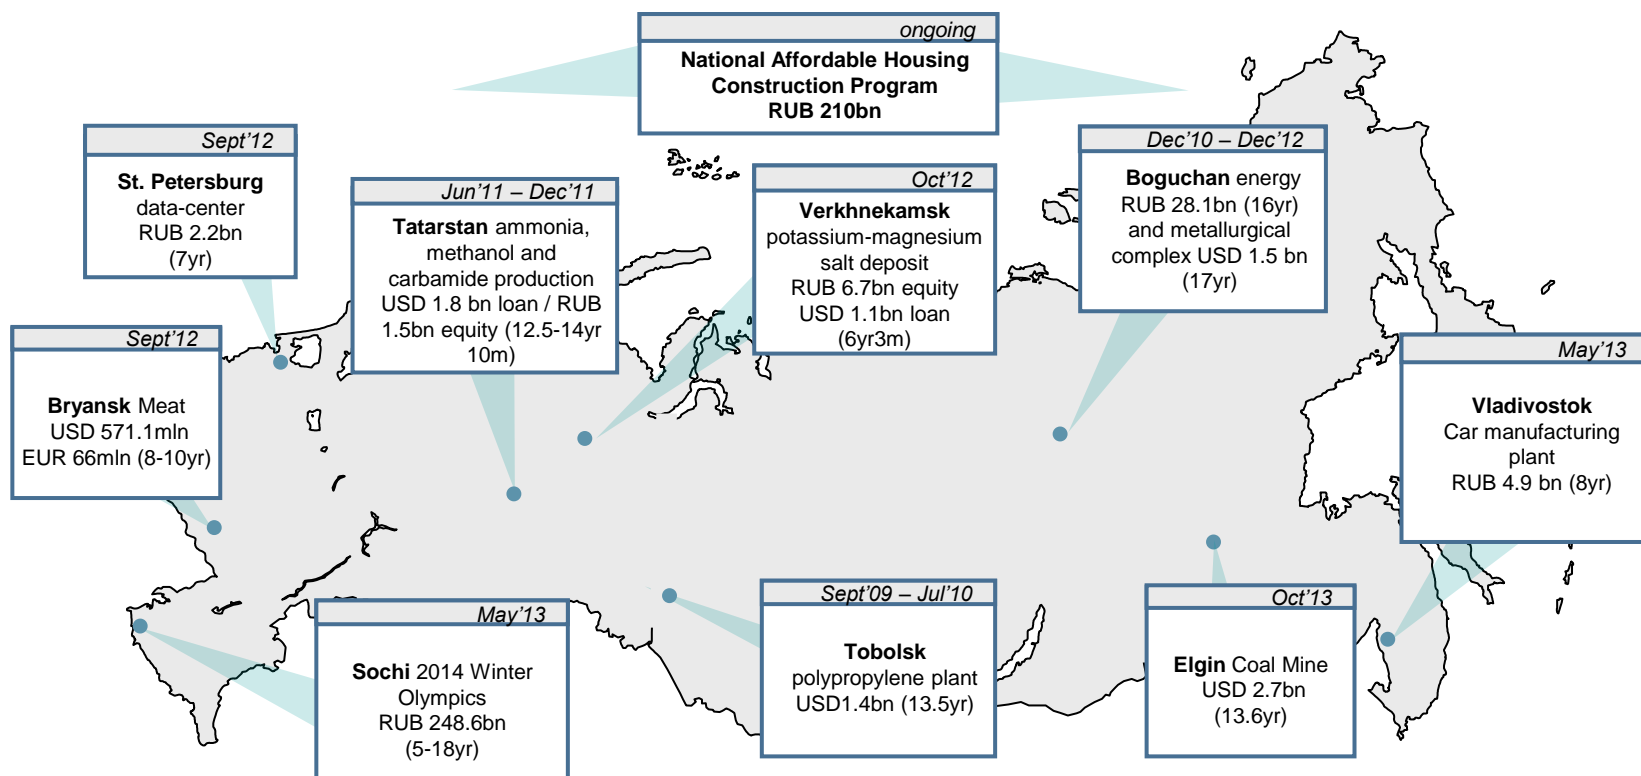 ongoing
National Affordable Housing
Construction Program
RUB 210bn
Sept’12
St. Petersburg
data-center
RUB 2.2bn
(7yr)
Jun’11 – Dec’11
Tatarstan ammonia,
methanol and
carbamide production
USD 1.8 bn loan / RUB
1.5bn equity (12.5-14yr
10m)
Oct’12
Verkhnekamsk
potassium-magnesium
salt deposit
RUB 6.7bn equity
USD 1.1bn loan
(6yr3m)
Dec’10 – Dec’12
Boguchan energy
RUB 28.1bn (16yr)
and metallurgical
complex USD 1.5 bn
(17yr)
Sept’12
Bryansk Meat
USD 571.1mln
EUR 66mln (8-10yr)
May’13
Vladivostok
Car manufacturing
plant
RUB 4.9 bn (8yr)
May’13
Sochi 2014 Winter
Olympics
RUB 248.6bn
(5-18yr)
Sept’09 – Jul’10
Tobolsk
polypropylene plant
USD1.4bn (13.5yr)
Oct’13
Elgin Coal Mine
USD 2.7bn
(13.6yr)